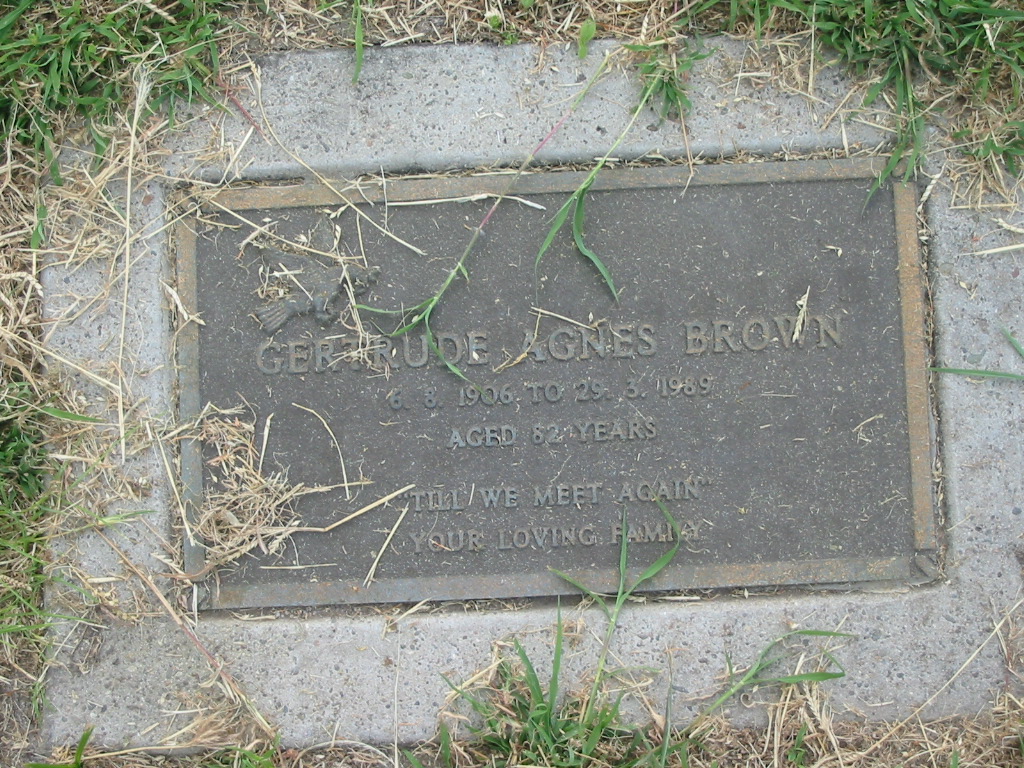 GERTRUDE AGNES BROWN
6. 8. 1906 TO 29. 3. 1989
AGED 82 YEARS
"TILL WE MEET AGAIN"
YOUR LOVING FAMILY